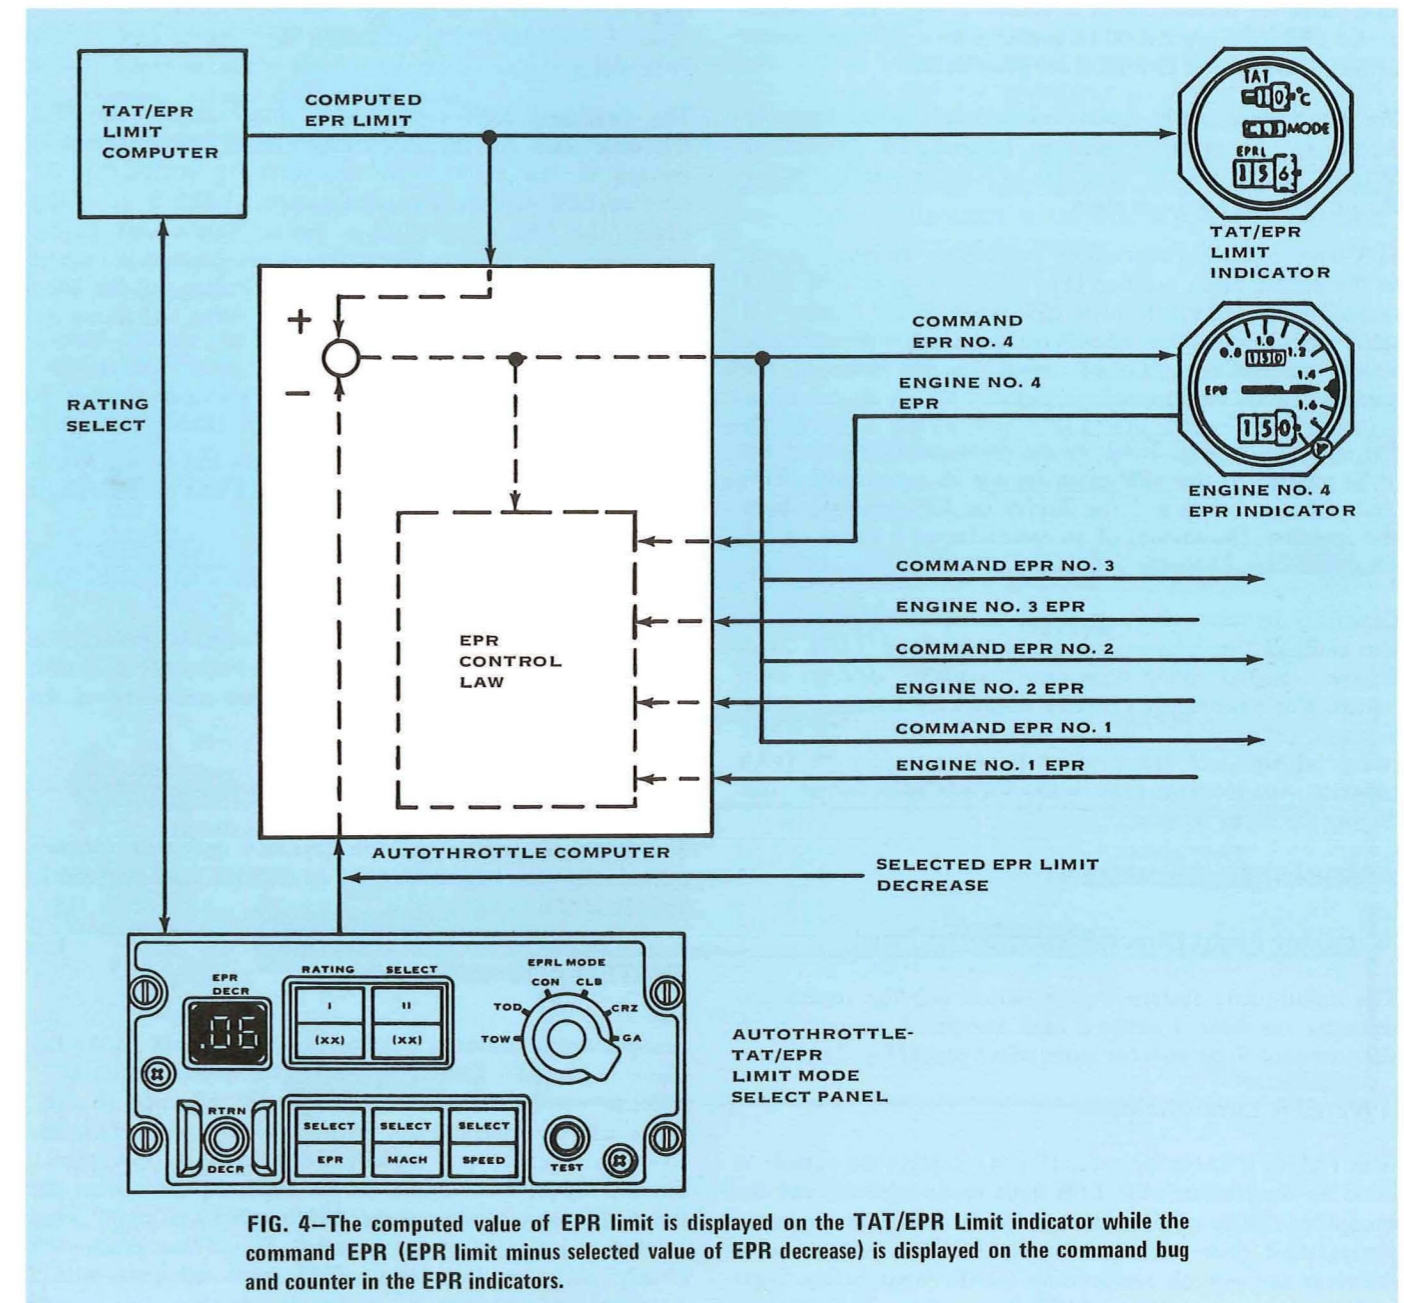 TAT/EPR
LIMIT
COMPUTER
COMPUTED
EPR LIMIT
TAT
10 °C
MODE
EPRL
156
TAT/EPR
LIMIT
INDICATOR
+
−
RATING
SELECT
COMMAND
EPR NO. 4
ENGINE NO. 4
EPR
0.8 1.0 1.2
150
1.4
EPR
1.6
150
ENGINE NO. 4
EPR INDICATOR
COMMAND EPR NO. 3
ENGINE NO. 3 EPR
COMMAND EPR NO. 2
ENGINE NO. 2 EPR
COMMAND EPR NO. 1
ENGINE NO. 1 EPR
EPR
CONTROL
LAW
AUTOTHROTTLE COMPUTER
SELECTED EPR LIMIT
DECREASE
EPR
DECR
.06
RATING SELECT
I II
(XX) (XX)
EPRL MODE
CON CLB
TOD CRZ
TOW GA
RTRN
DECR
SELECT SELECT SELECT
EPR MACH SPEED
TEST
AUTOTHROTTLE-
TAT/EPR
LIMIT MODE
SELECT PANEL
FIG. 4—The computed value of EPR limit is displayed on the TAT/EPR Limit indicator while the
command EPR (EPR limit minus selected value of EPR decrease) is displayed on the command bug
and counter in the EPR indicators.